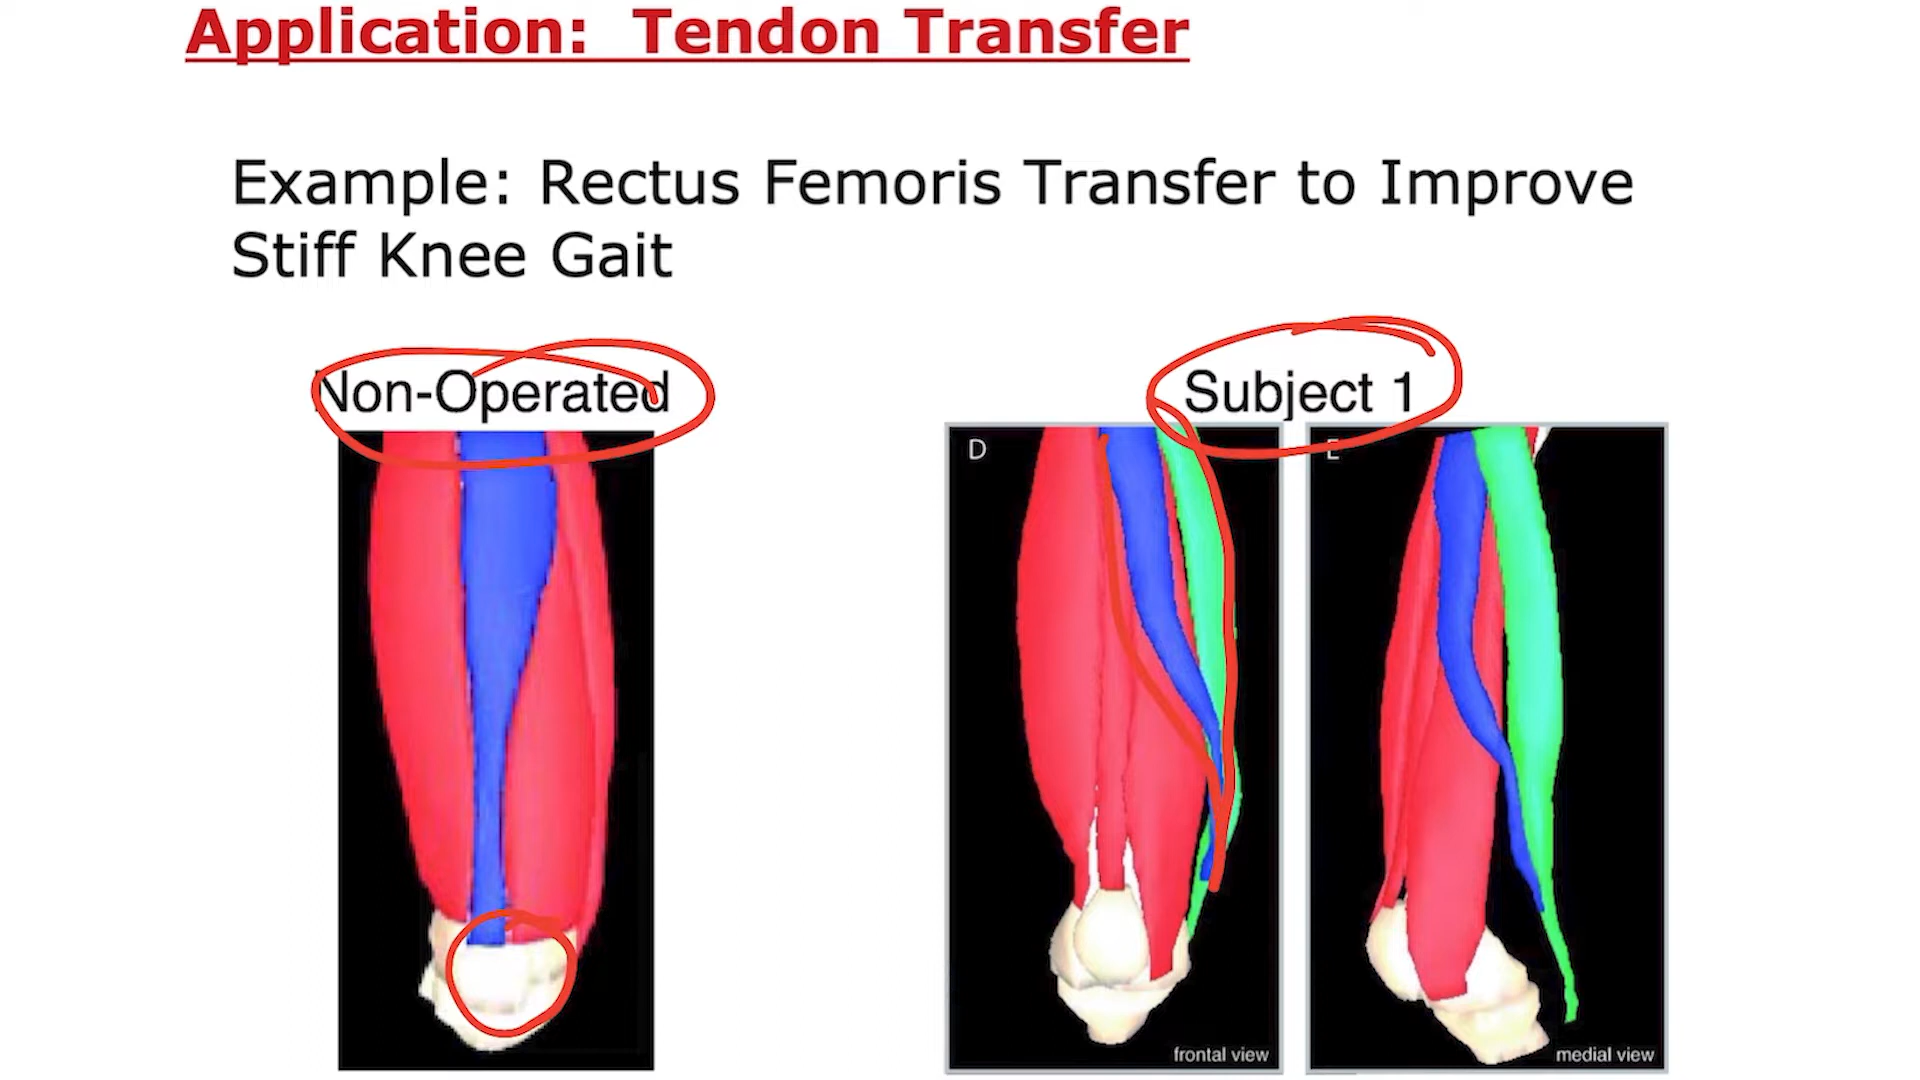 Application: Tendon Transfer
Example: Rectus Femoris Transfer to Improve
Stiff Knee Gait
Non-Operated
Subject 1
D
E
frontal view
medial view